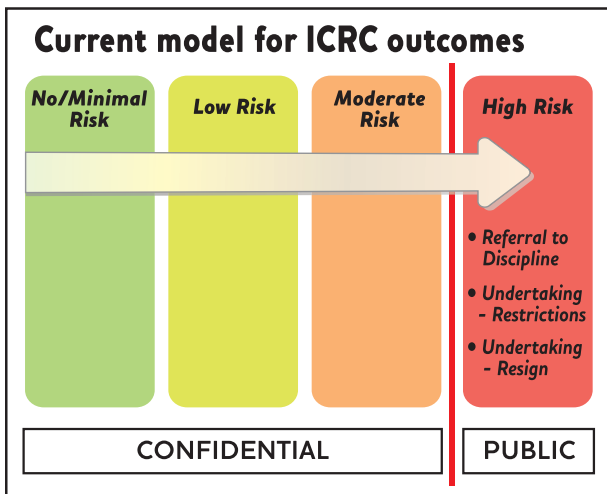 Current model for ICRC outcomes
No/Minimal
Risk
Low Risk
Moderate
Risk
High Risk
• Referral to
Discipline
• Undertaking
- Restrictions
• Undertaking
- Resign
CONFIDENTIAL
PUBLIC